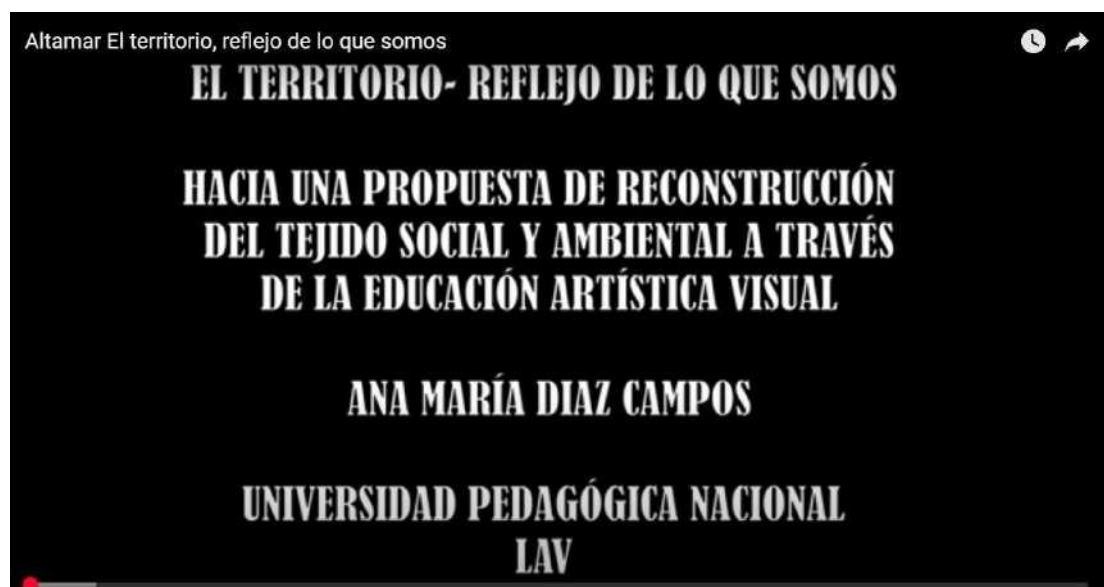 Altamar El territorio, reflejo de lo que somos
EL TERRITORIO- REFLEJO DE LO QUE SOMOS
HACIA UNA PROPUESTA DE RECONSTRUCCIÓN
DEL TEJIDO SOCIAL Y AMBIENTAL A TRAVÉS
DE LA EDUCACIÓN ARTÍSTICA VISUAL
ANA MARÍA DIAZ CAMPOS
UNIVERSIDAD PEDAGÓGICA NACIONAL
LAV